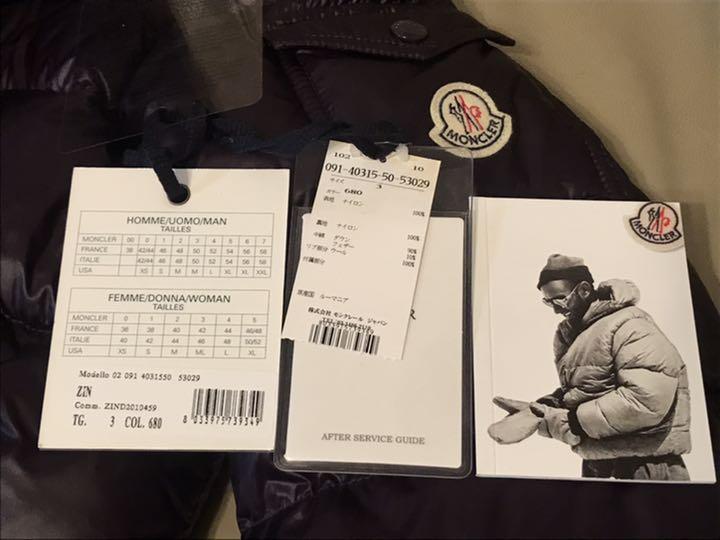 MONCLER
HOMME/UOMO/MAN
TAILLES
MONCLER 00 0 1 2 3 4 5 6 7
FRANCE 38 42/44 46 48 50 52 54 56 58
ITALIE 42/44 46 48 50 52 54 56 58
USA XS S M M L XL XL XXL
FEMME/DONNA/WOMAN
TAILLES
MONCLER 0 1 2 3 4 5
FRANCE 36 38 40 42 44 46/48
ITALIE 40 42 44 46 48 50/52
USA XS S M ML L XL
Modello 02 091 4031550 53029
ZIN
Comm. ZIND2010459
TG. 3 COL. 680
8 033975739349
102 10
091-40315-50-53029
サイズ 3
カラー 680
表地 ナイロン 100%
裏地 ナイロン 100%
中綿 ダウン 90%
フェザー 10%
リブ部分 ウール 100%
付属部分
原産国 ルーマニア
株式会社 モンクレール ジャパン
R
AFTER SERVICE GUIDE
MONCLER